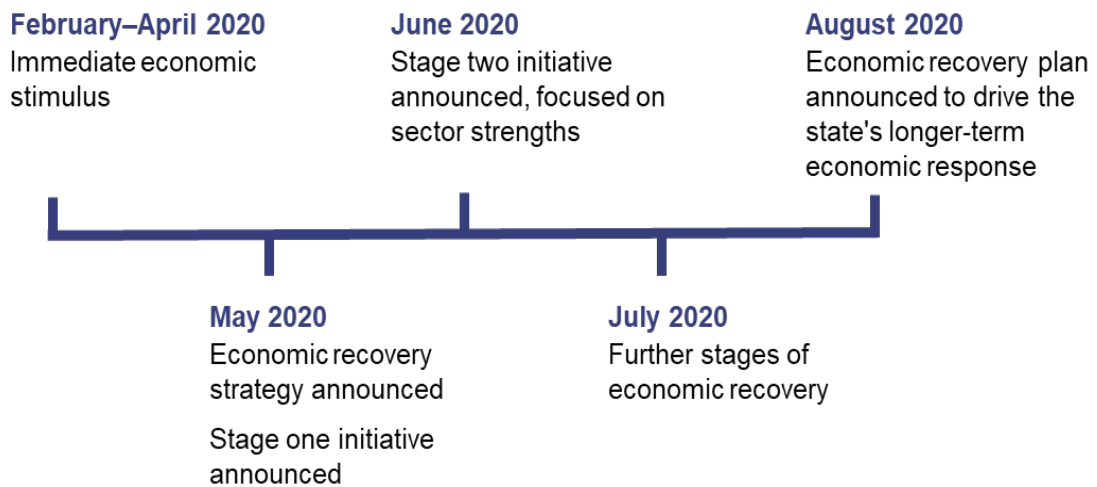 February–April 2020
Immediate economic
stimulus
June 2020
Stage two initiative
announced, focused on
sector strengths
August 2020
Economic recovery plan
announced to drive the
state's longer-term
economic response
May 2020
Economic recovery
strategy announced
Stage one initiative
announced
July 2020
Further stages of
economic recovery